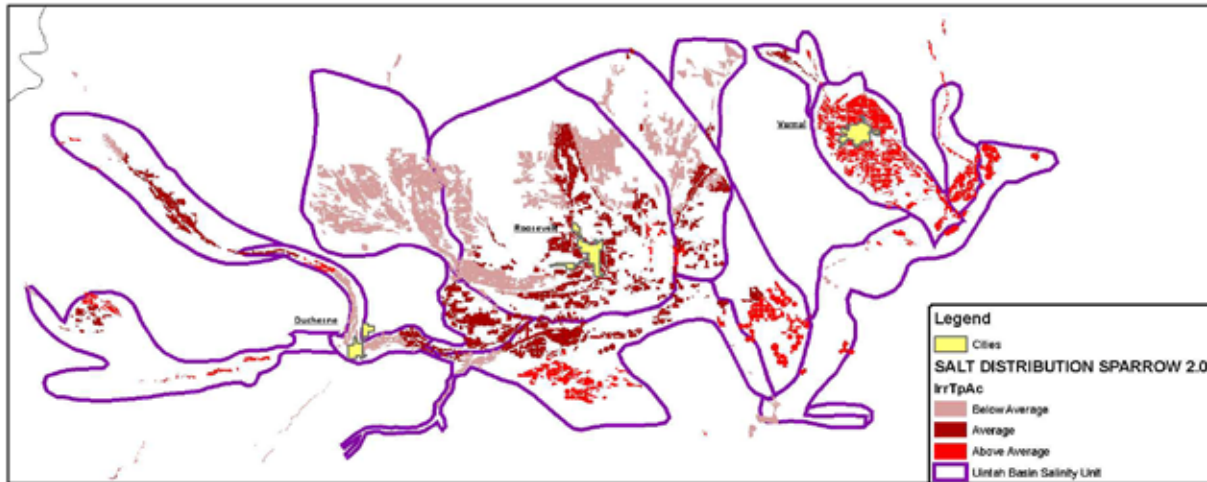 Vernal
Roosevelt
Duchesne
Legend
Cities
SALT DISTRIBUTION SPARROW 2.0
IrrTpAc
Below Average
Average
Above Average
Uintah Basin Salinity Unit